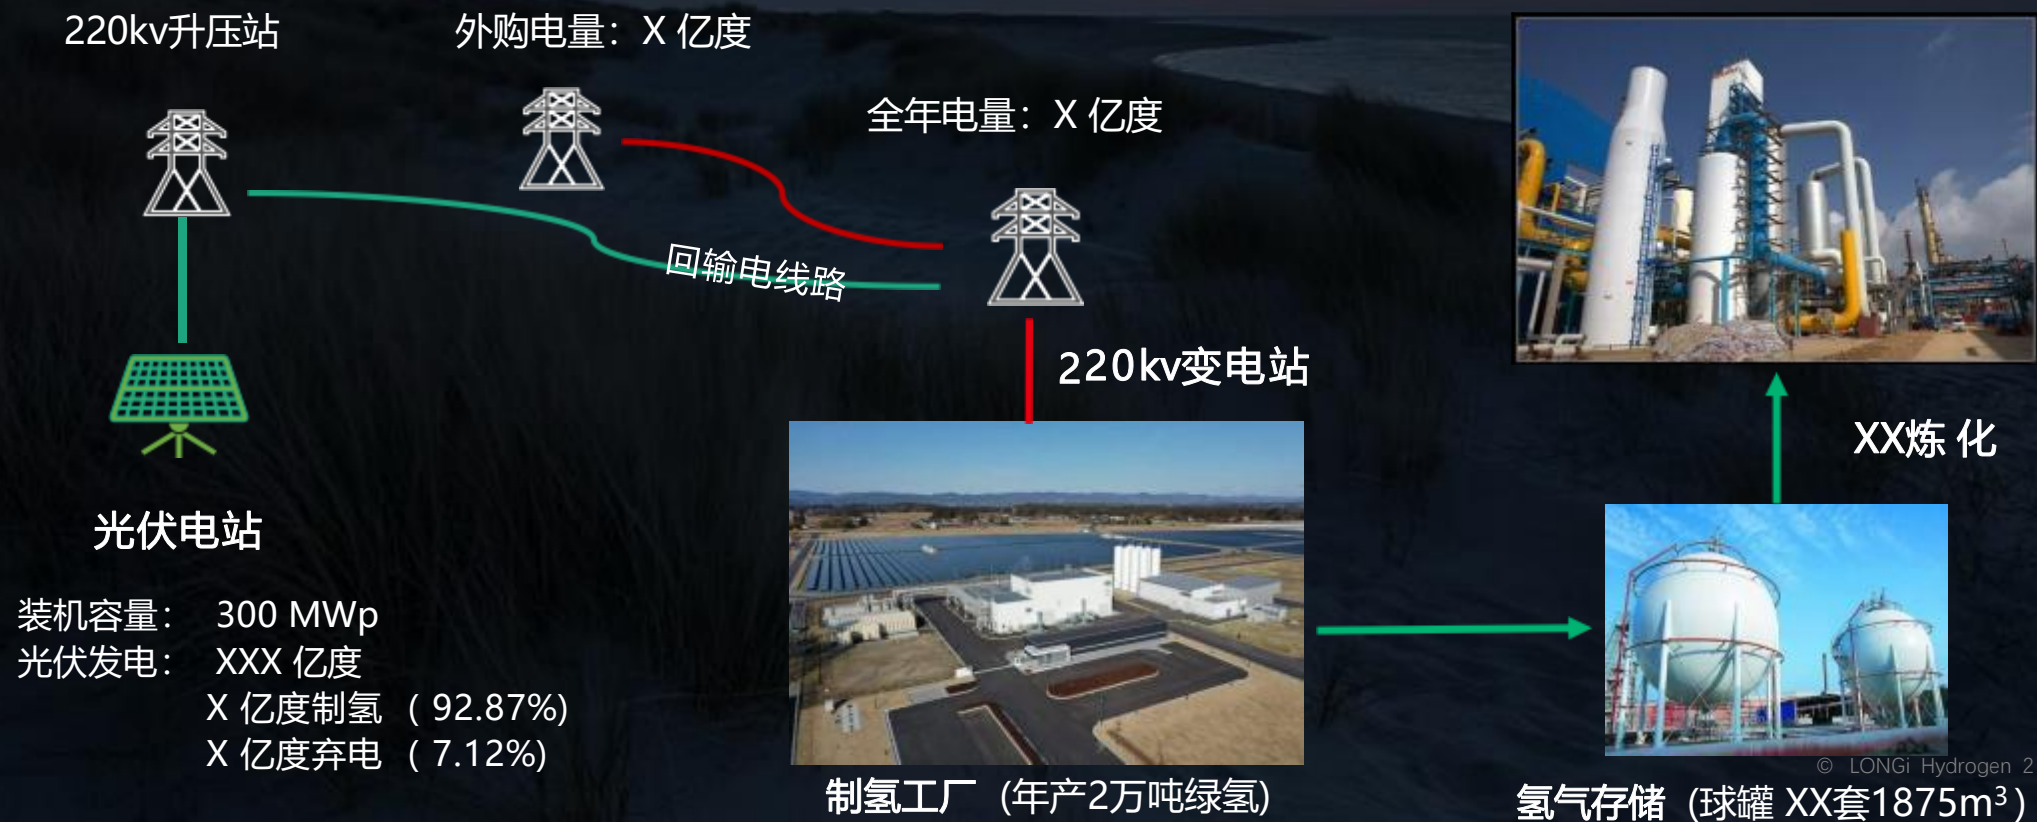 220kv升压站
外购电量：X 亿度
全年电量：X 亿度
回输电线路
220kv变电站
XX炼 化
光伏电站
装机容量： 300 MWp
光伏发电： XXX 亿度
X 亿度制氢 ( 92.87%)
X 亿度弃电 ( 7.12%)
制氢工厂 (年产2万吨绿氢)
© LONGi Hydrogen 2
氢气存储 (球罐 XX套1875m³)